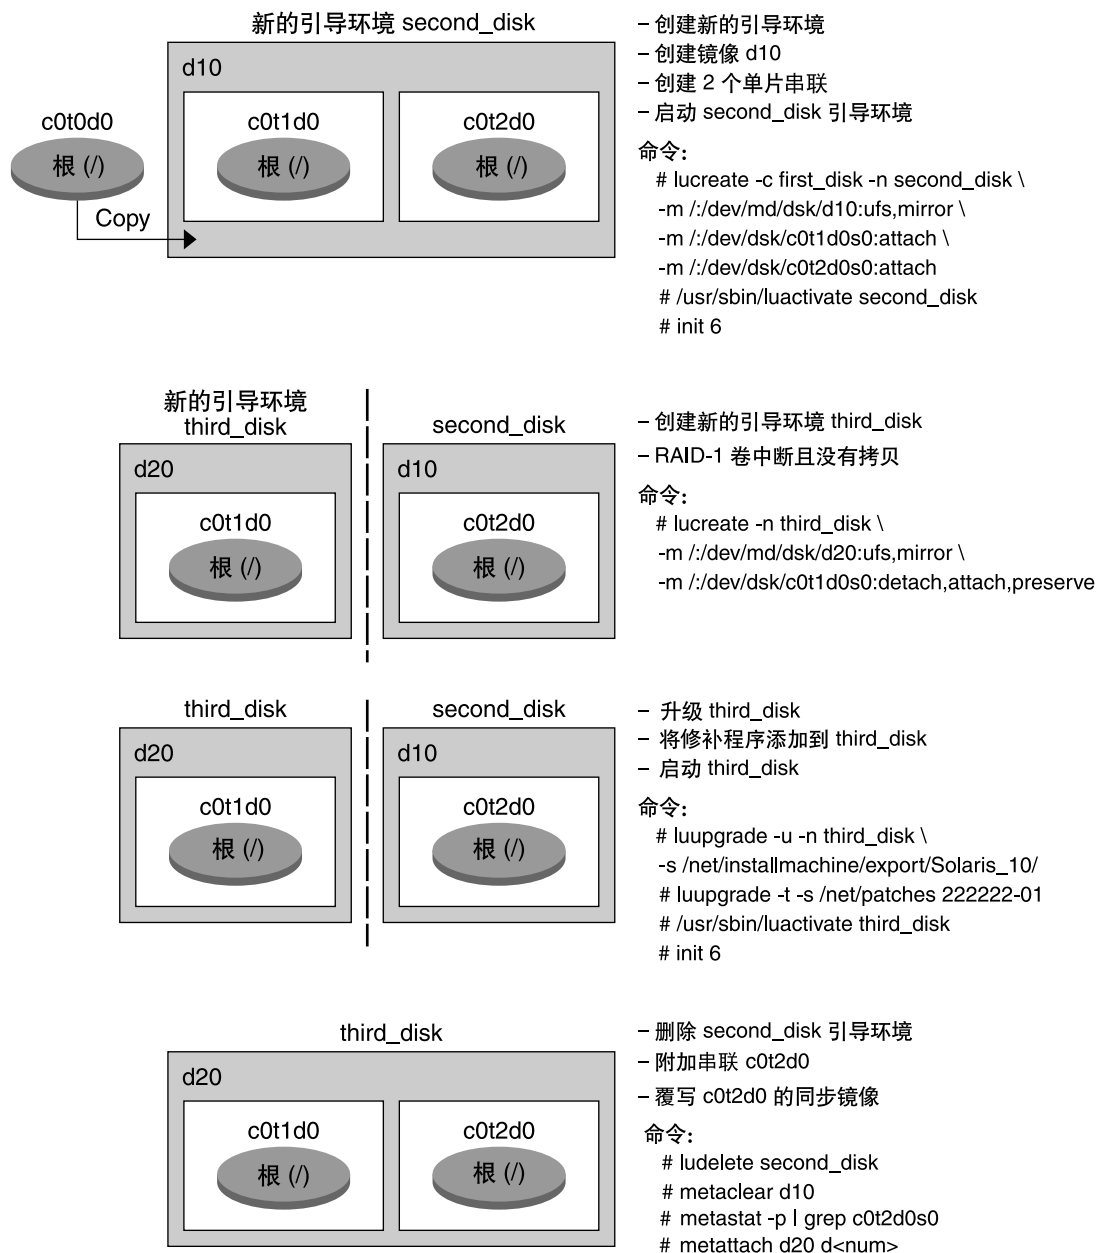 新的引导环境 second_disk
d10
c0t0d0
根 (/)
Copy
c0t1d0
根 (/)
c0t2d0
根 (/)
– 创建新的引导环境
– 创建镜像 d10
– 创建 2 个单片串联
– 启动 second_disk 引导环境
命令:
# lucreate -c first_disk -n second_disk \
-m /:/dev/md/dsk/d10:ufs,mirror \
-m /:/dev/dsk/c0t1d0s0:attach \
-m /:/dev/dsk/c0t2d0s0:attach
# /usr/sbin/luactivate second_disk
# init 6
新的引导环境
third_disk
d20
c0t1d0
根 (/)
second_disk
d10
c0t2d0
根 (/)
– 创建新的引导环境 third_disk
– RAID-1 卷中断且没有拷贝
命令:
# lucreate -n third_disk \
-m /:/dev/md/dsk/d20:ufs,mirror \
-m /:/dev/dsk/c0t1d0s0:detach,attach,preserve
third_disk
d20
c0t1d0
根 (/)
second_disk
d10
c0t2d0
根 (/)
– 升级 third_disk
– 将修补程序添加到 third_disk
– 启动 third_disk
命令:
# luupgrade -u -n third_disk \
-s /net/installmachine/export/Solaris_10/
# luupgrade -t -s /net/patches 222222-01
# /usr/sbin/luactivate third_disk
# init 6
third_disk
d20
c0t1d0
根 (/)
c0t2d0
根 (/)
– 删除 second_disk 引导环境
– 附加串联 c0t2d0
– 覆写 c0t2d0 的同步镜像
命令:
# ludelete second_disk
# metaclear d10
# metastat -p | grep c0t2d0s0
# metattach d20 d<num>